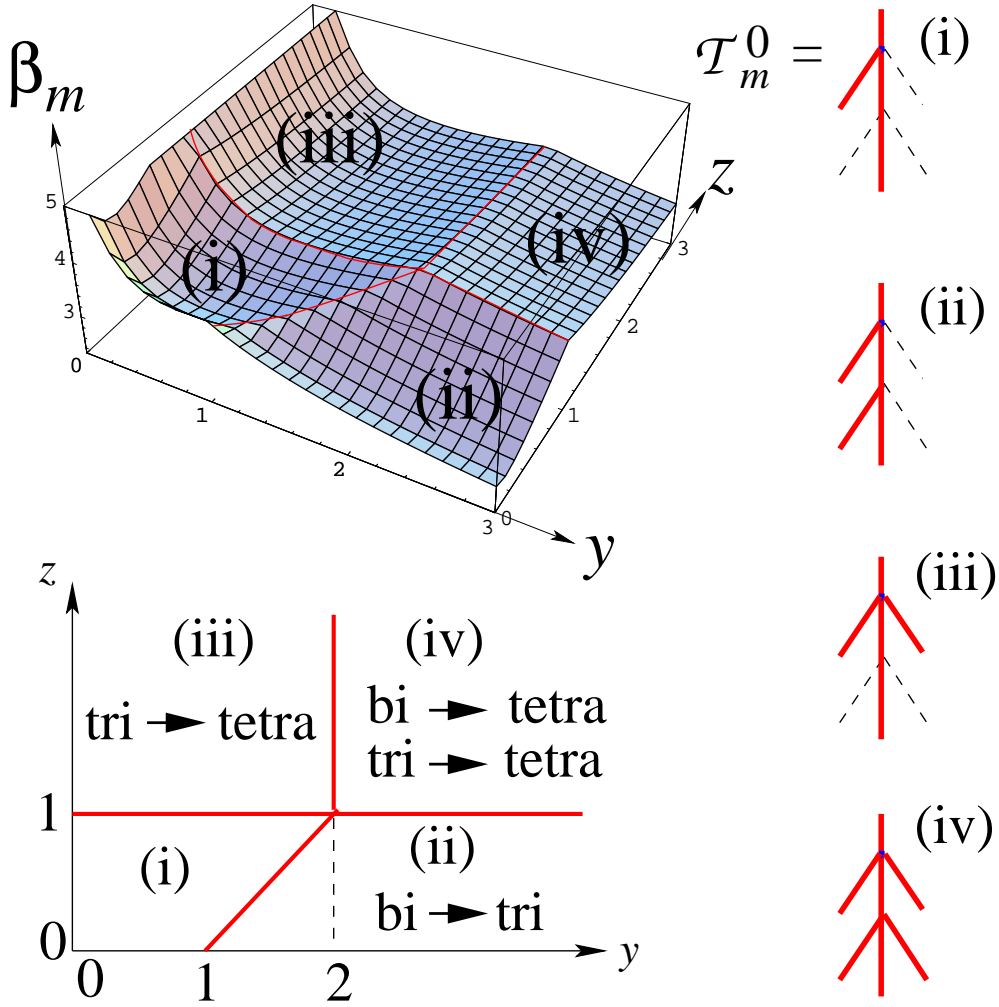 β_m
5
4
3
0
1
2
3
0
1
2
3
y
z
(iii)
(i)
(iv)
(ii)
𝒯_m^0 =
(i)
(ii)
(iii)
(iv)
z
(iii)
(iv)
tri → tetra
bi → tetra
tri → tetra
1
(i)
(ii)
bi → tri
0
0
1
2
y